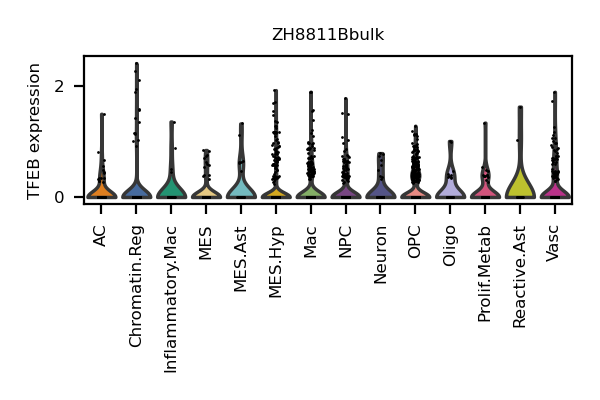 ZH8811Bbulk
TFEB expression
2
0
AC
Chromatin.Reg
Inflammatory.Mac
MES
MES.Ast
MES.Hyp
Mac
NPC
Neuron
OPC
Oligo
Prolif.Metab
Reactive.Ast
Vasc